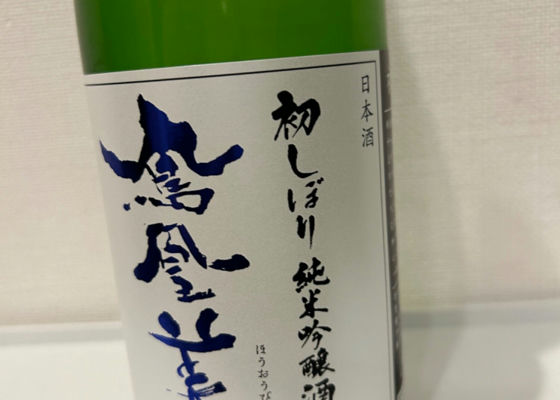 日本酒
初しぼり 純米吟醸酒
鳳凰美
ほうおうび